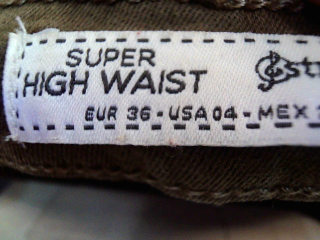 SUPER
HIGH WAIST
EUR 36 - USA 04 - MEX